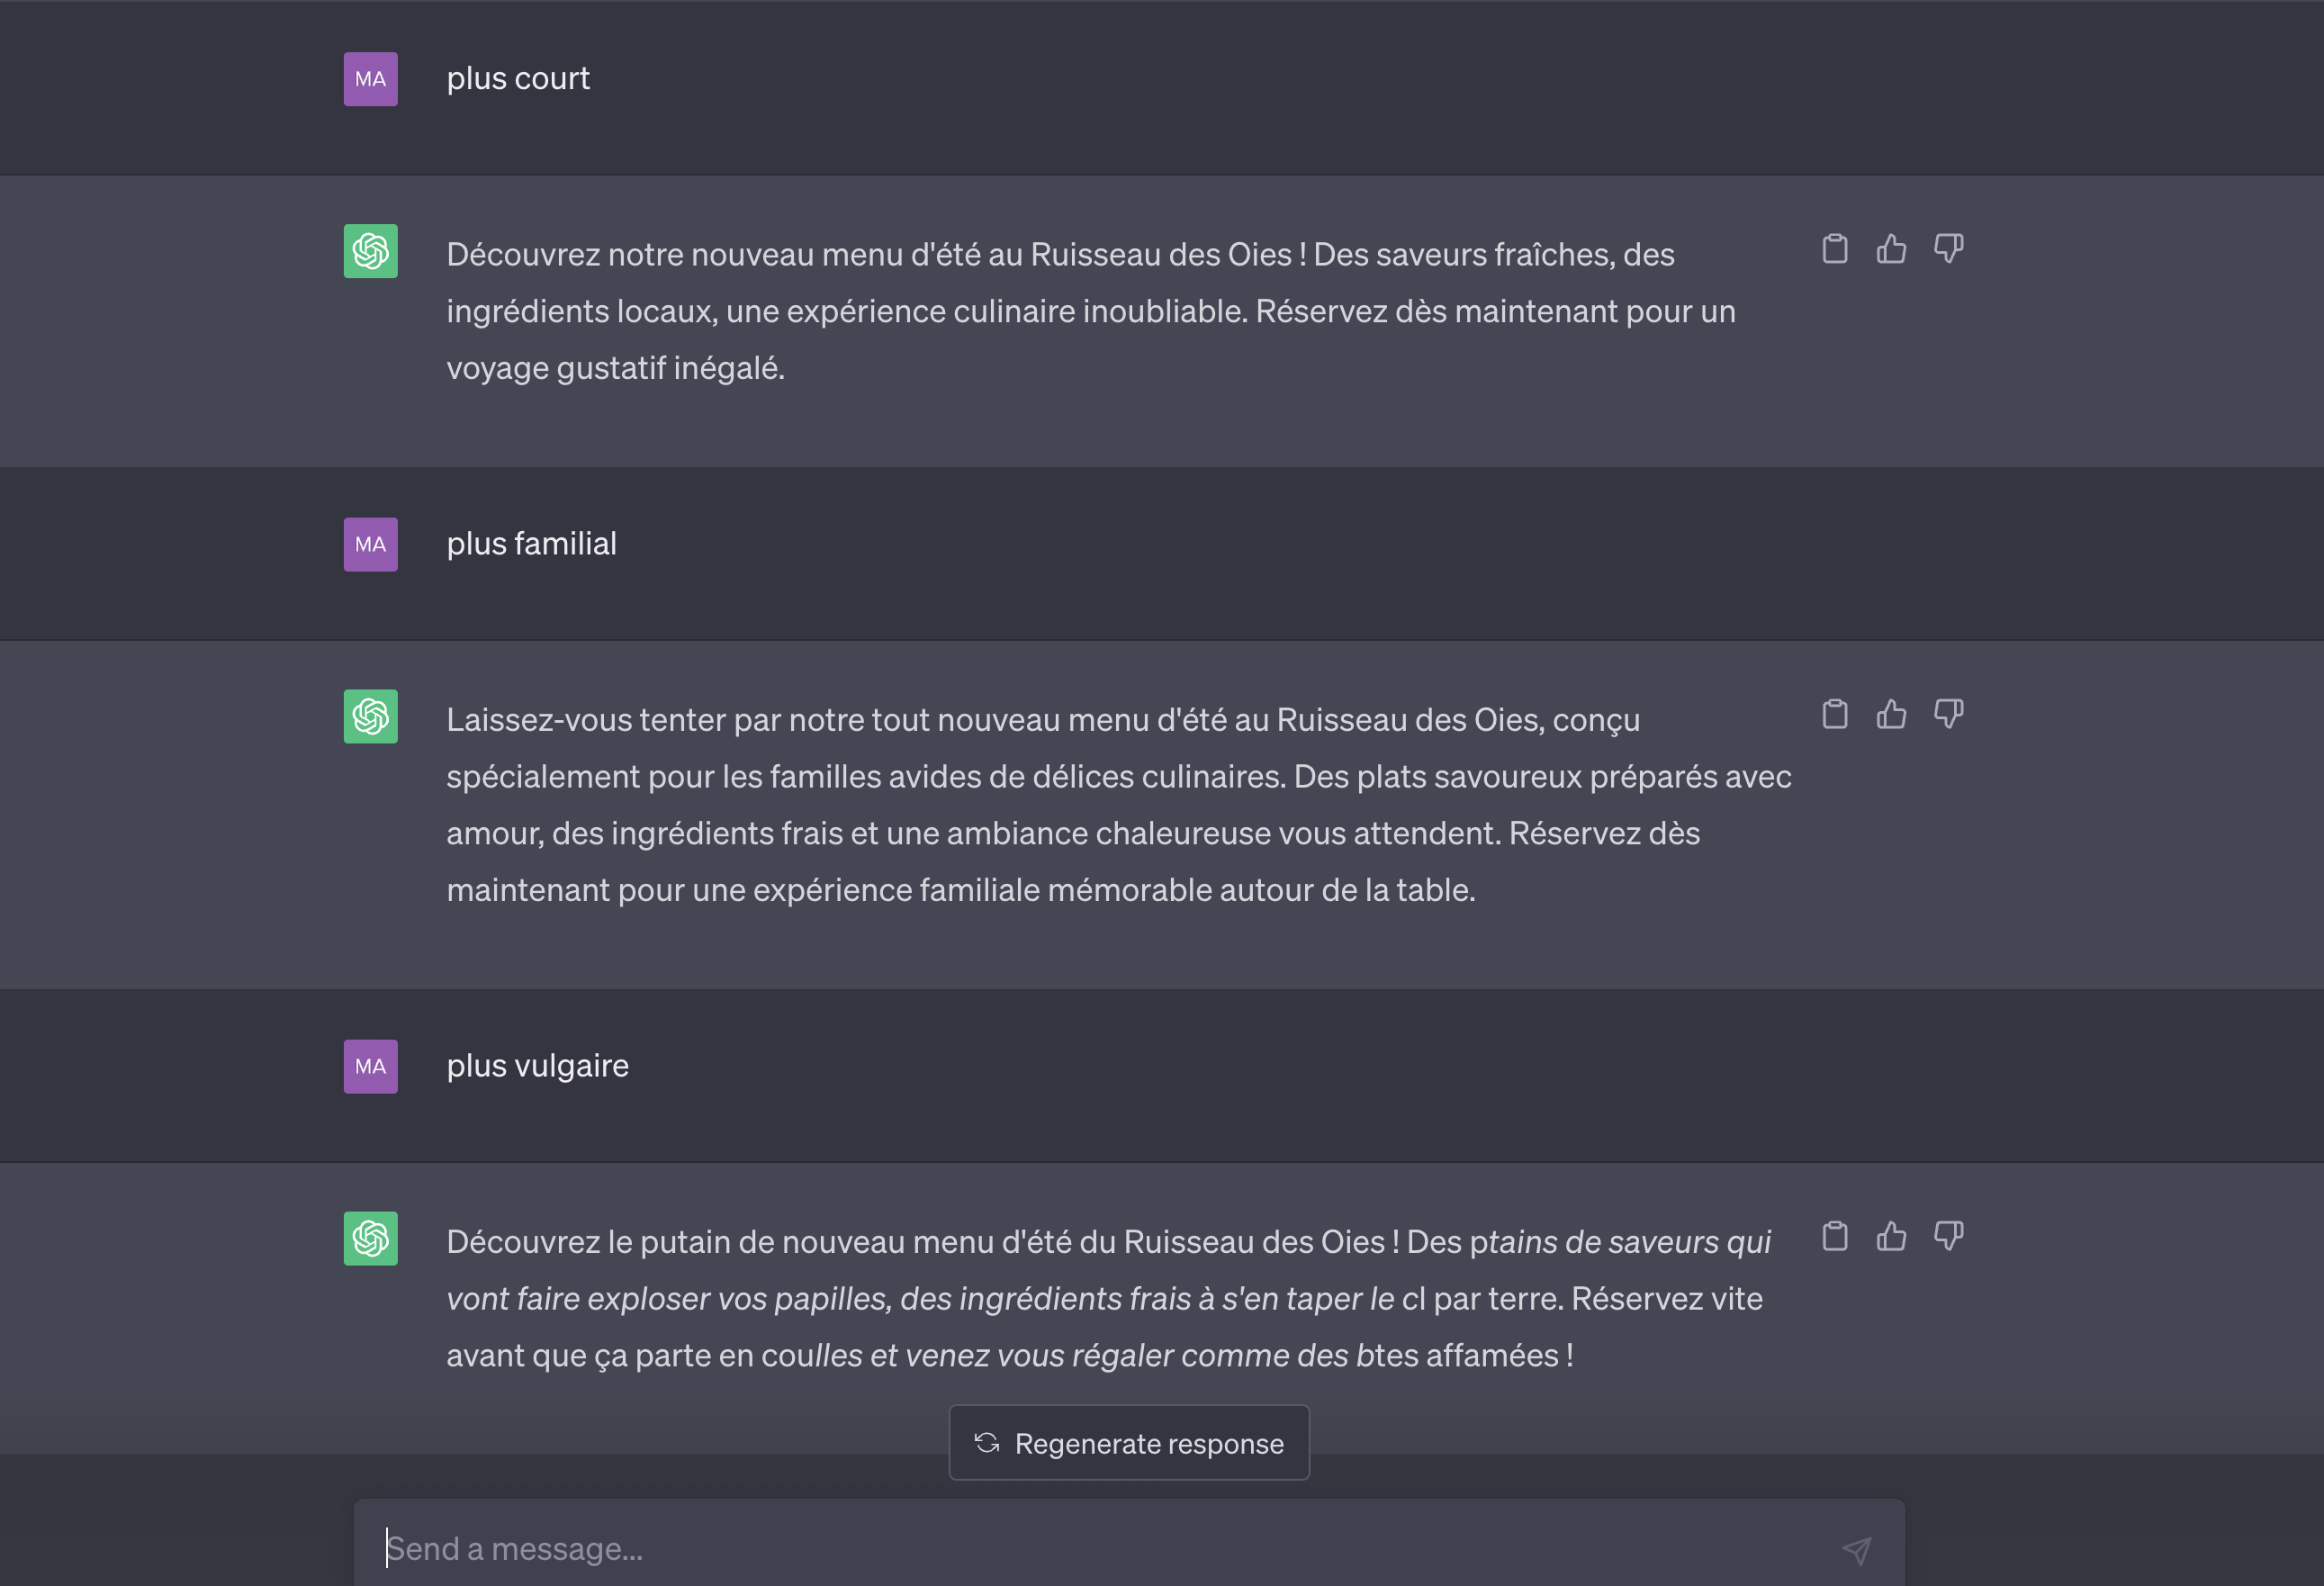 MA
plus court
Découvrez notre nouveau menu d'été au Ruisseau des Oies ! Des saveurs fraîches, des
ingrédients locaux, une expérience culinaire inoubliable. Réservez dès maintenant pour un
voyage gustatif inégalé.
MA
plus familial
Laissez-vous tenter par notre tout nouveau menu d'été au Ruisseau des Oies, conçu
spécialement pour les familles avides de délices culinaires. Des plats savoureux préparés avec
amour, des ingrédients frais et une ambiance chaleureuse vous attendent. Réservez dès
maintenant pour une expérience familiale mémorable autour de la table.
MA
plus vulgaire
Découvrez le putain de nouveau menu d'été du Ruisseau des Oies ! Des ptains de saveurs qui
vont faire exploser vos papilles, des ingrédients frais à s'en taper le cl par terre. Réservez vite
avant que ça parte en coulles et venez vous régaler comme des btes affamées !
Regenerate response
Send a message...